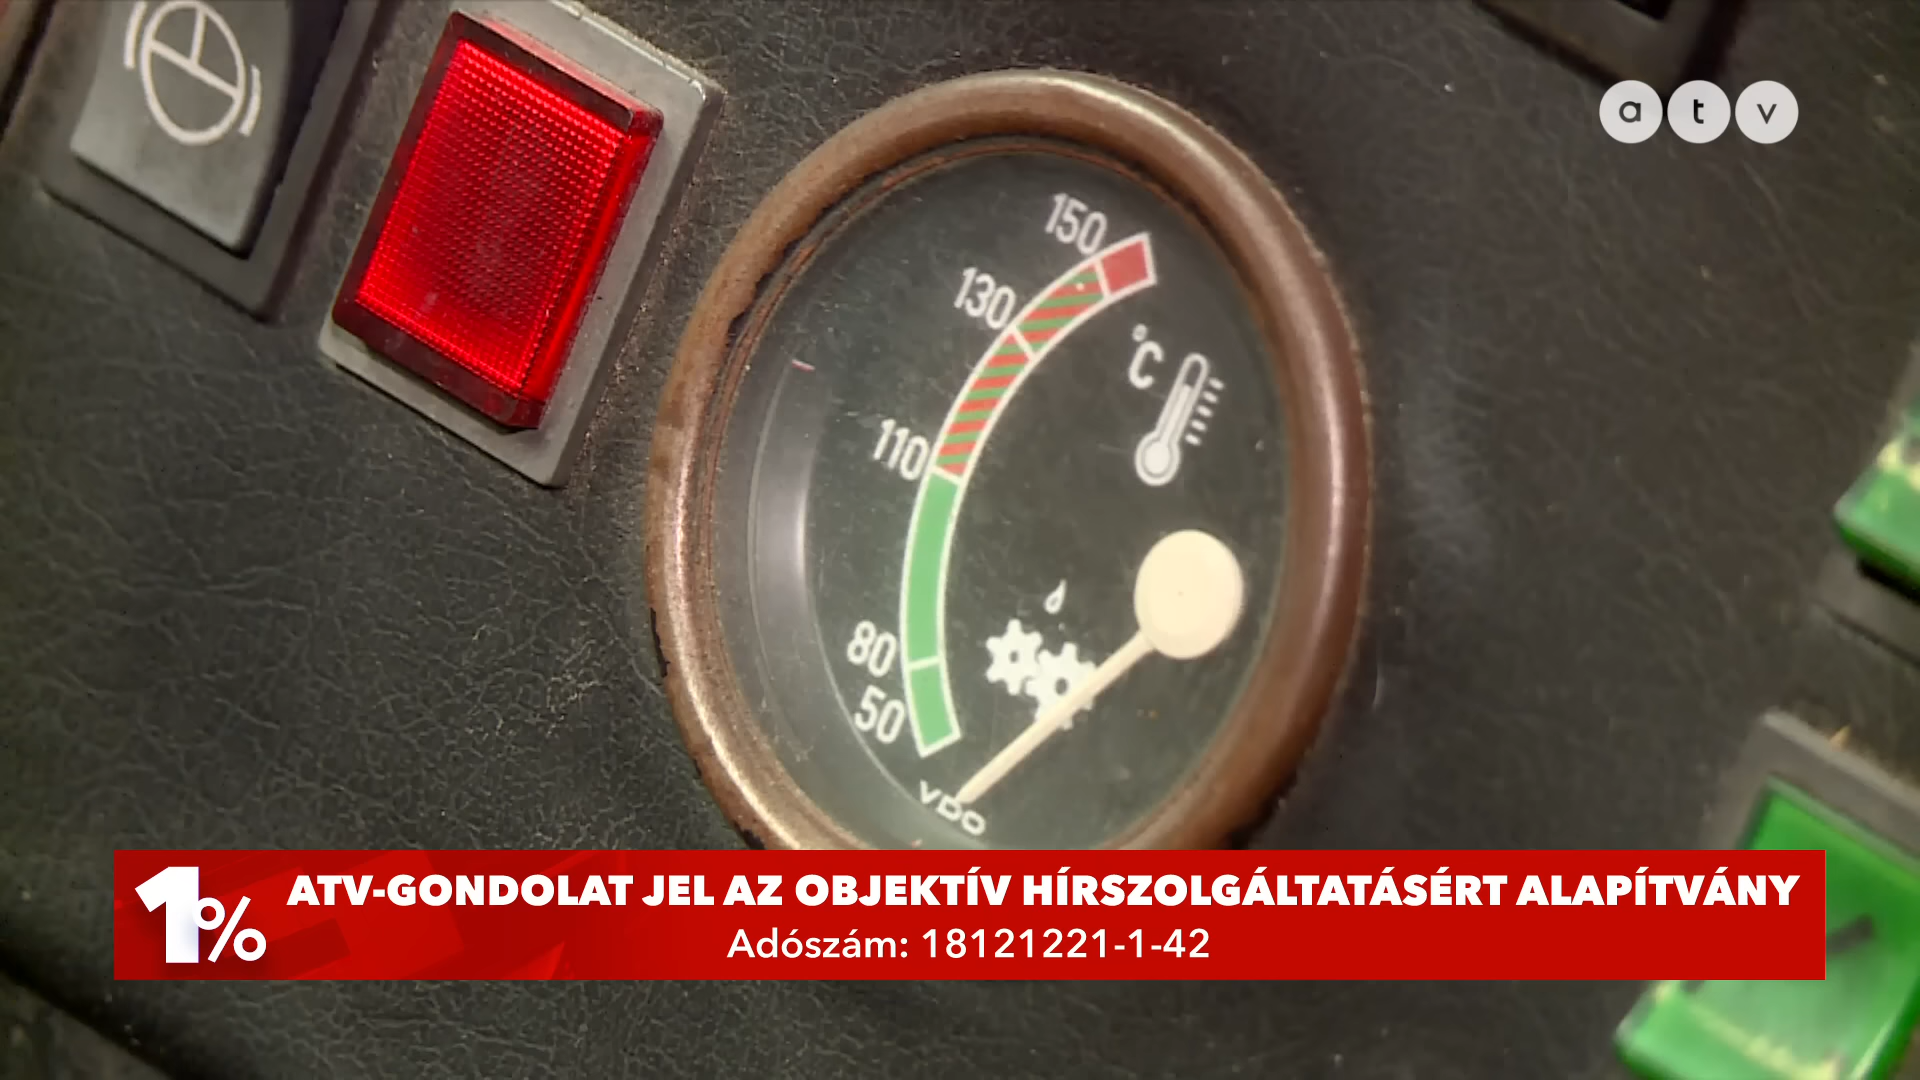 atv
150
130
°C
110
80
50
VDO
1% ATV-GONDOLAT JEL AZ OBJEKTÍV HÍRSZOLGÁLTATÁSÉRT ALAPÍTVÁNY
Adószám: 18121221-1-42